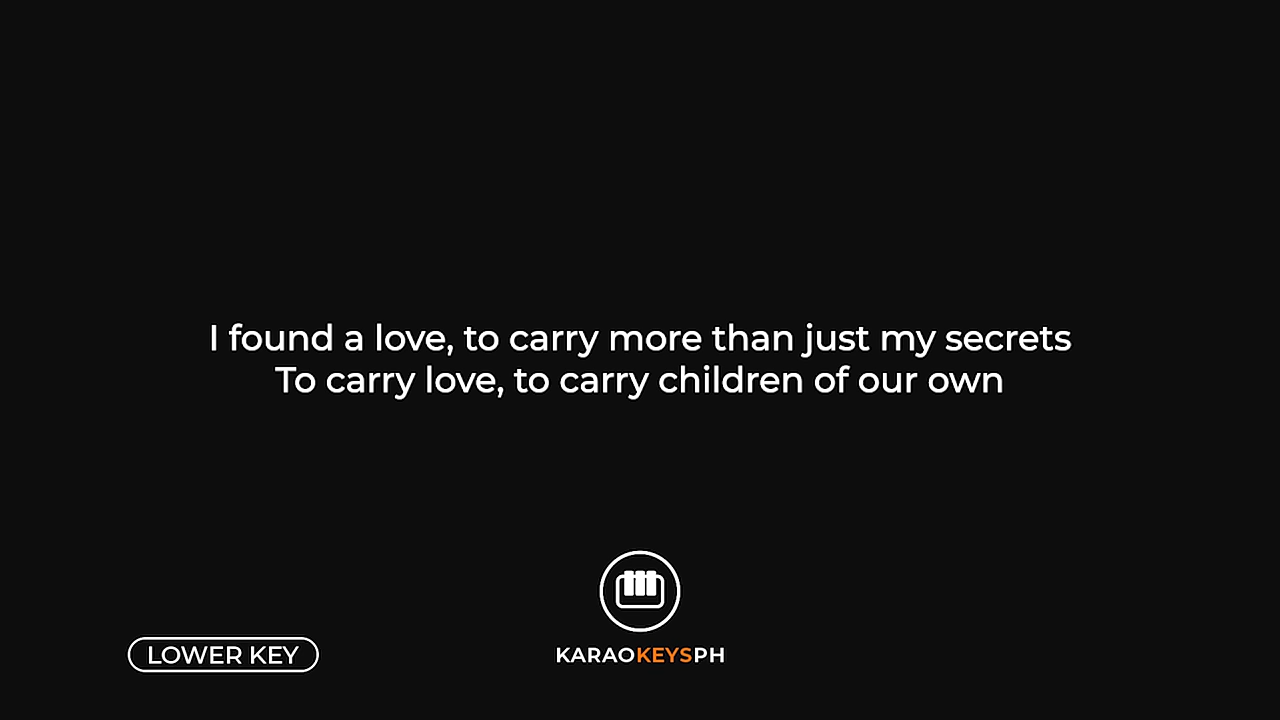 I found a love, to carry more than just my secrets
To carry love, to carry children of our own
LOWER KEY
KARAOKEYSPH